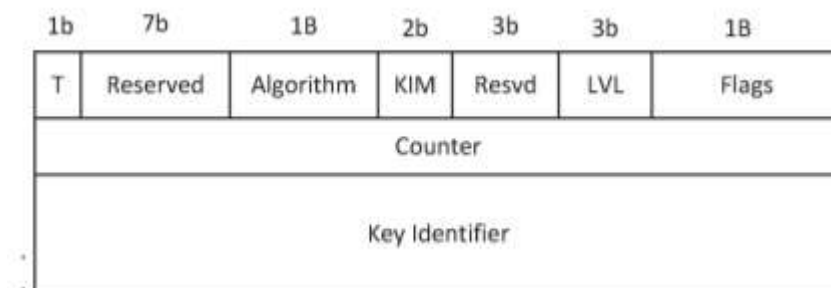 1b 7b 1B 2b 3b 3b 1B
T Reserved Algorithm KIM Resvd LVL Flags
Counter
Key Identifier